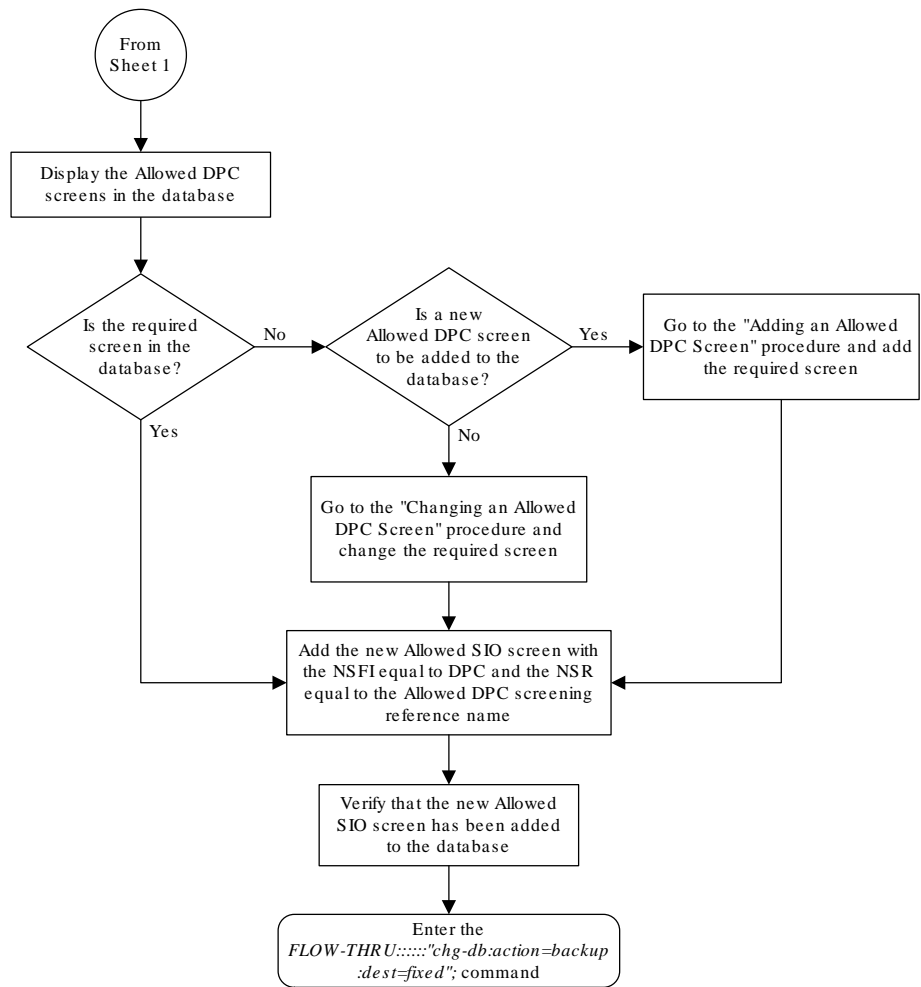 From
Sheet 1
Display the Allowed DPC
screens in the database
Is the required
screen in the
database?
No
Yes
Is a new
Allowed DPC screen
to be added to the
database?
Yes
No
Go to the "Adding an Allowed
DPC Screen" procedure and add
the required screen
Go to the "Changing an Allowed
DPC Screen" procedure and
change the required screen
Add the new Allowed SIO screen with
the NSFI equal to DPC and the NSR
equal to the Allowed DPC screening
reference name
Verify that the new Allowed
SIO screen has been added
to the database
Enter the
FLOW-THRU::::::"chg-db:action=backup
:dest=fixed"; command